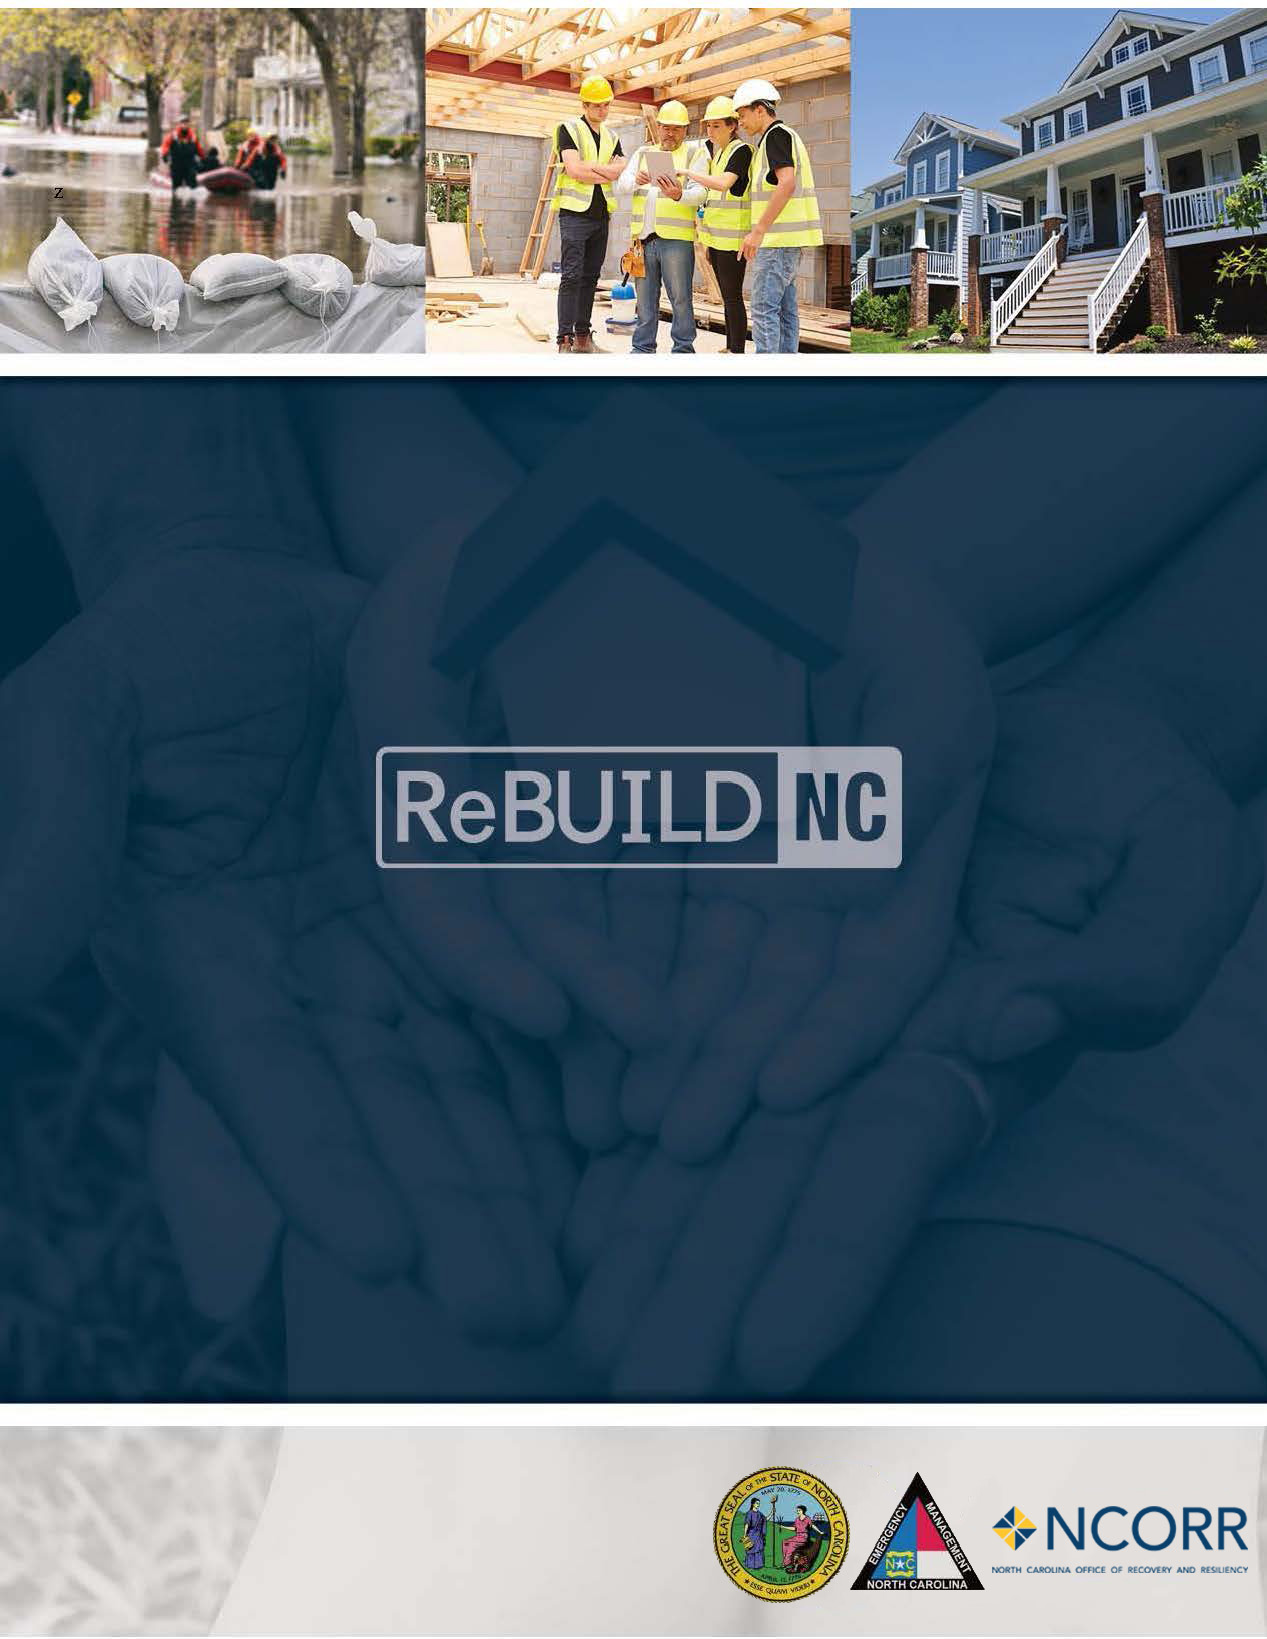 z
ReBUILD NC
THE GREAT SEAL OF THE STATE OF NORTH CAROLINA
MAY 20, 1775
APRIL 12, 1776
ESSE QUAM VIDERI
EMERGENCY MANAGEMENT
N★C
NORTH CAROLINA
NCORR
NORTH CAROLINA OFFICE OF RECOVERY AND RESILIENCY